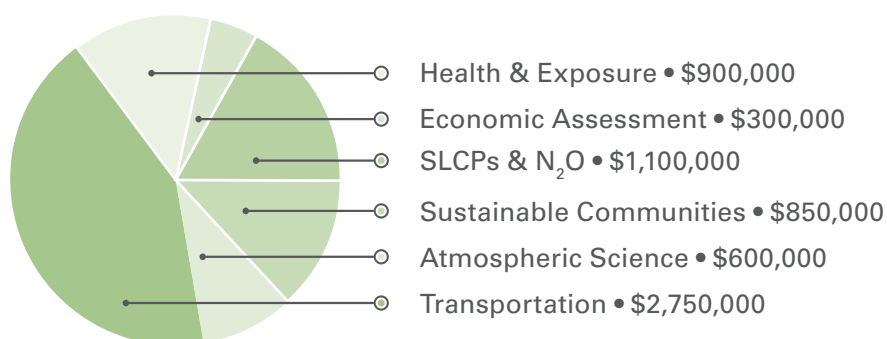 Health & Exposure • $900,000
Economic Assessment • $300,000
SLCPs & N₂O • $1,100,000
Sustainable Communities • $850,000
Atmospheric Science • $600,000
Transportation • $2,750,000